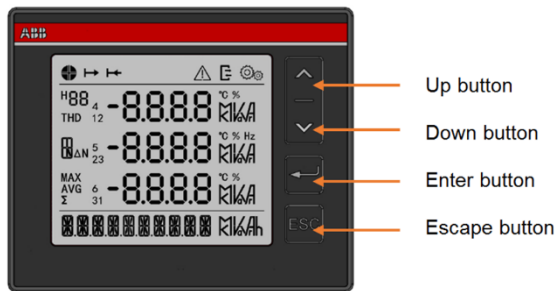 ABB
H88 4 -8.8.8.8 °C %
THD 12
Up button
ΔN 5 23 -8.8.8.8 °C % Hz
Down button
MAX
AVG 6 -8.8.8.8 °C %
Σ 31
Enter button
ESC
Escape button